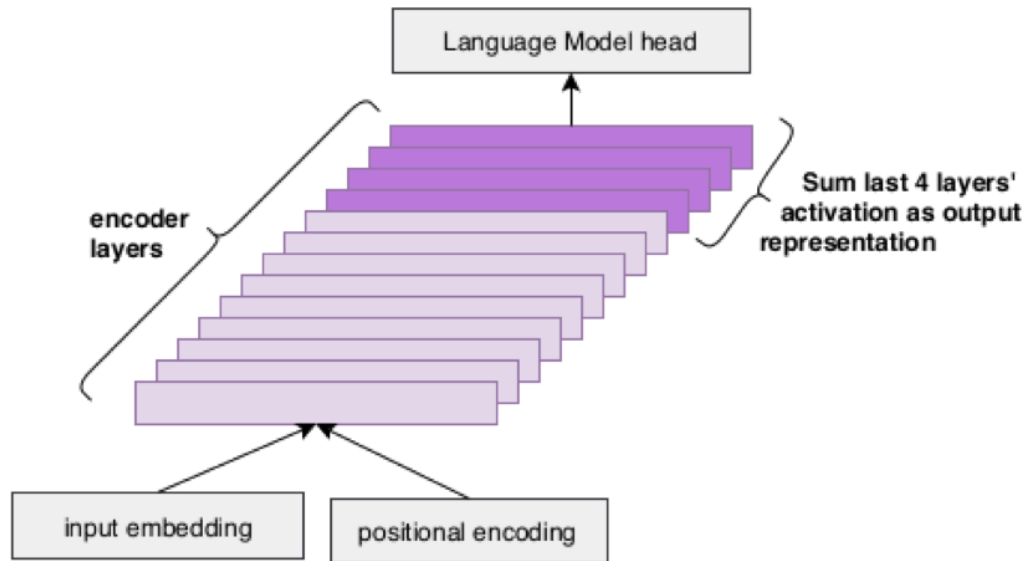 Language Model head
encoder
layers
Sum last 4 layers'
activation as output
representation
input embedding
positional encoding